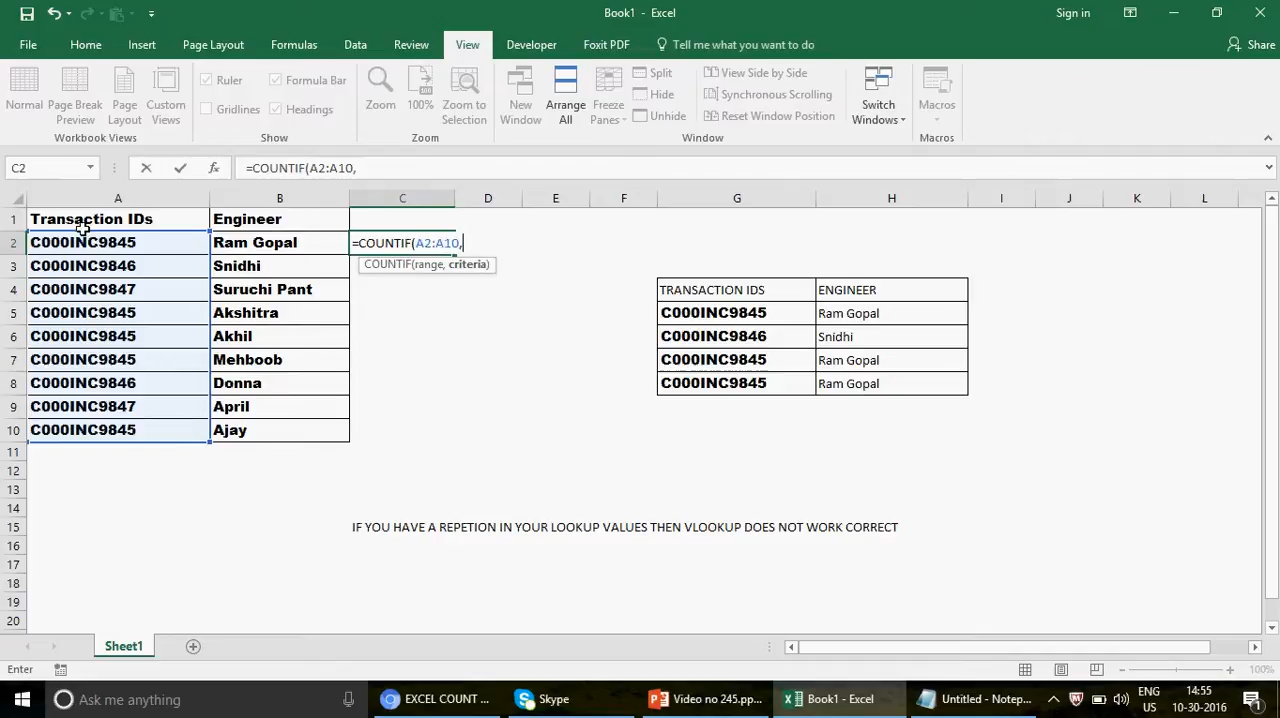 Book1 - Excel
Sign in
File Home Insert Page Layout Formulas Data Review View Developer Foxit PDF Tell me what you want to do Share
Normal Page Break Preview Page Layout Custom Views
Workbook Views
Ruler Formula Bar
Gridlines Headings
Show
Zoom 100% Zoom to Selection
Zoom
New Window Arrange All Freeze Panes
Split
Hide
Unhide
View Side by Side
Synchronous Scrolling
Reset Window Position
Window
Switch Windows
Macros
Macros
C2 fx =COUNTIF(A2:A10,
A B C D E F G H I J K L
1 Transaction IDs Engineer
2 C000INC9845 Ram Gopal =COUNTIF(A2:A10,
COUNTIF(range, criteria)
3 C000INC9846 Snidhi
4 C000INC9847 Suruchi Pant TRANSACTION IDS ENGINEER
5 C000INC9845 Akshitra C000INC9845 Ram Gopal
6 C000INC9845 Akhil C000INC9846 Snidhi
7 C000INC9845 Mehboob C000INC9845 Ram Gopal
8 C000INC9846 Donna C000INC9845 Ram Gopal
9 C000INC9847 April
10 C000INC9845 Ajay
11
12
13
14
15 IF YOU HAVE A REPETION IN YOUR LOOKUP VALUES THEN VLOOKUP DOES NOT WORK CORRECT
16
17
18
19
20
Sheet1
Enter 100%
Ask me anything
EXCEL COUNT ...
Skype
Video no 245.pp...
Book1 - Excel
Untitled - Notep...
ENG
US
14:55
10-30-2016